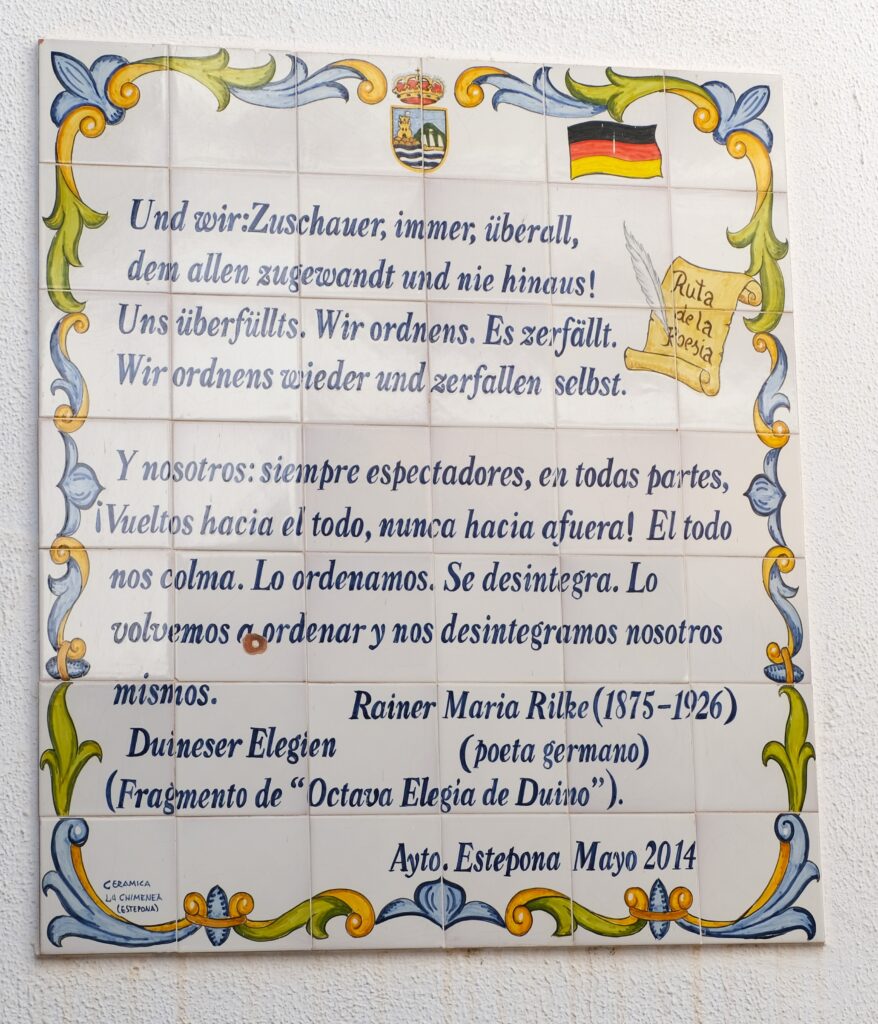 Und wir:Zuschauer, immer, überall,
dem allen zugewandt und nie hinaus!
Uns überfüllts. Wir ordnens. Es zerfällt.
Wir ordnens wieder und zerfallen selbst.
Ruta
de la
Poesia
Y nosotros: siempre espectadores, en todas partes,
¡Vueltos hacia el todo, nunca hacia afuera! El todo
nos colma. Lo ordenamos. Se desintegra. Lo
volvemos a ordenar y nos desintegramos nosotros
mismos.
Rainer Maria Rilke (1875-1926)
Duineser Elegien
(poeta germano)
(Fragmento de “Octava Elegia de Duino”).
Ayto. Estepona Mayo 2014
CERAMICA
LA CHIMENEA
(ESTEPONA)